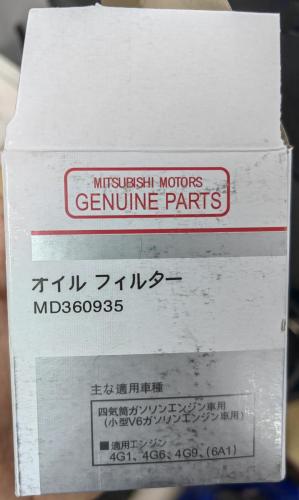 MITSUBISHI MOTORS
GENUINE PARTS
オイル フィルター
MD360935
主な適用車種
四気筒ガソリンエンジン車用
(小型V6ガソリンエンジン車用)
■適用エンジン
4G1、4G6、4G9、(6A1)